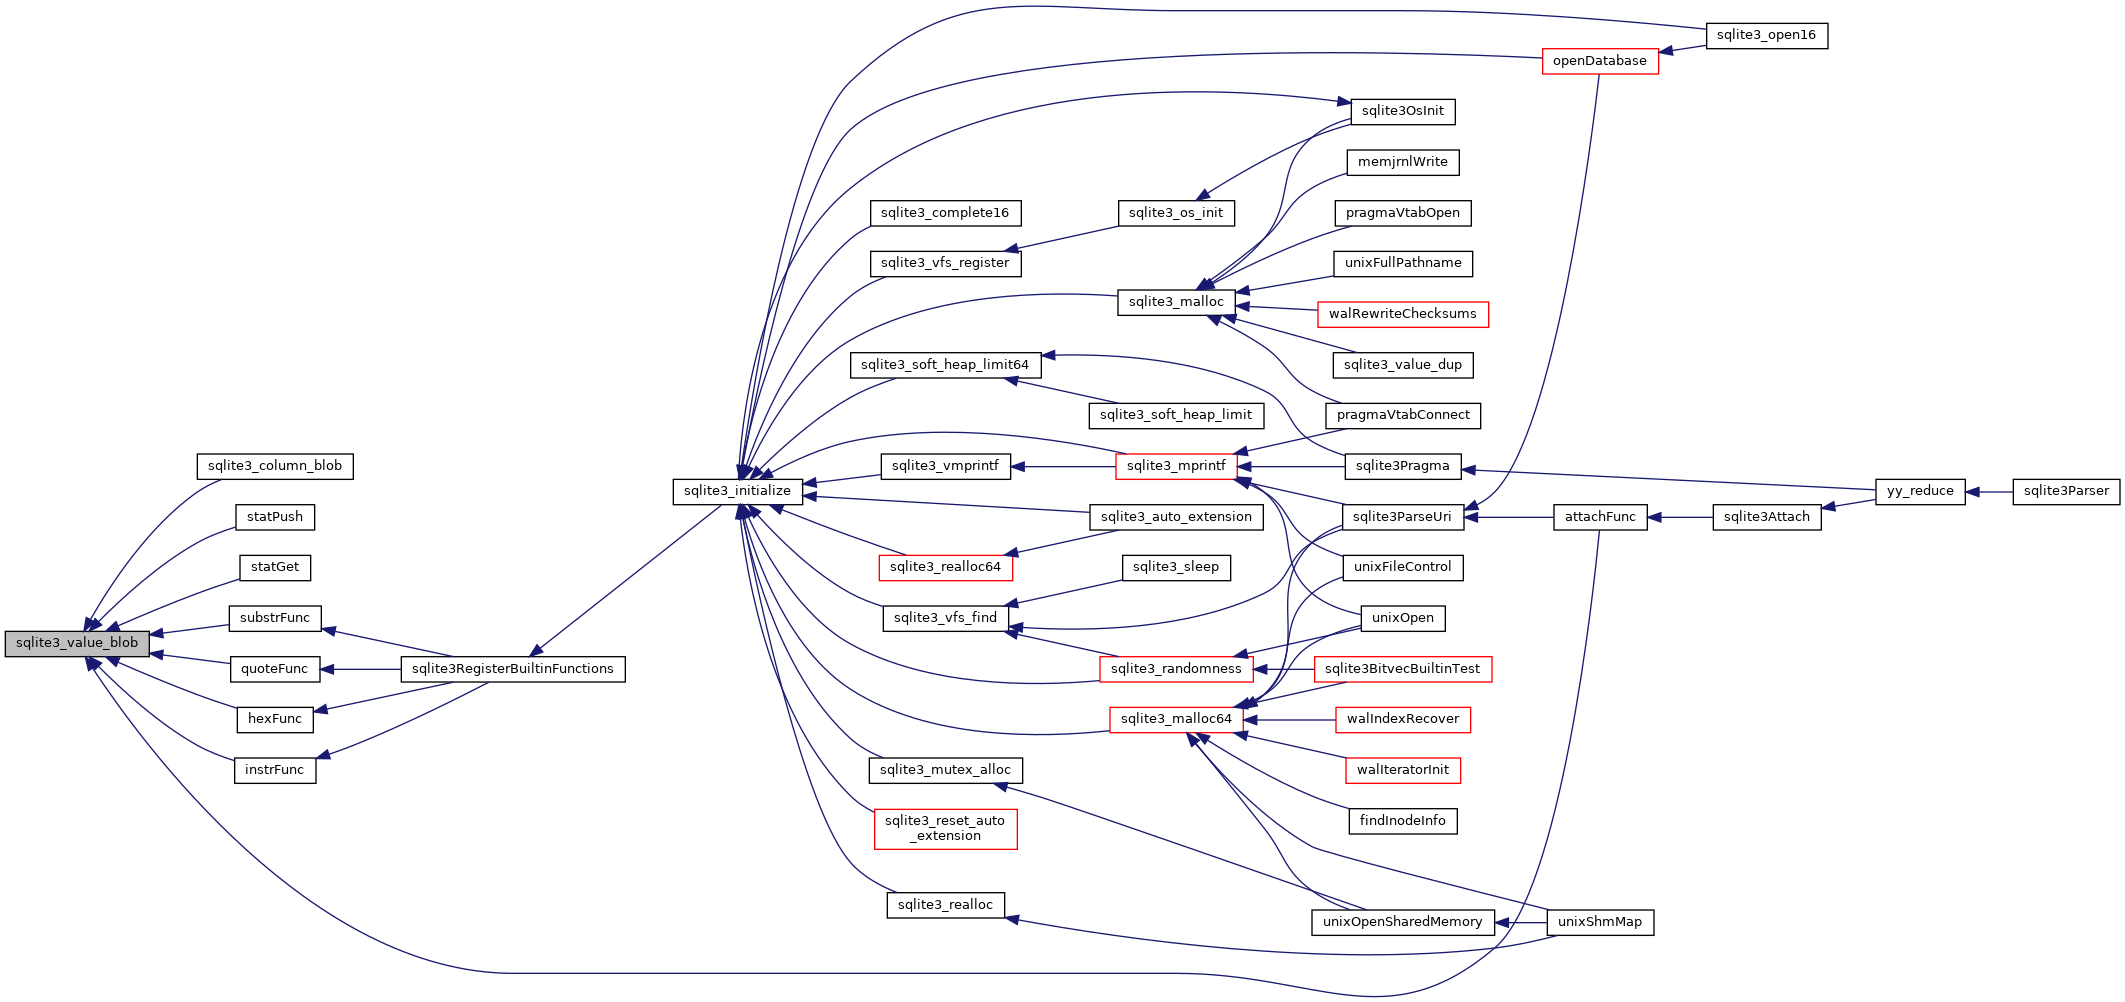 sqlite3_value_blob
sqlite3_column_blob
statPush
statGet
substrFunc
quoteFunc
hexFunc
instrFunc
sqlite3RegisterBuiltinFunctions
sqlite3_initialize
sqlite3_complete16
sqlite3_vfs_register
sqlite3_soft_heap_limit64
sqlite3_vmprintf
sqlite3_realloc64
sqlite3_vfs_find
sqlite3_mutex_alloc
sqlite3_reset_auto
_extension
sqlite3_realloc
sqlite3_os_init
sqlite3_malloc
sqlite3_soft_heap_limit
sqlite3_mprintf
sqlite3_auto_extension
sqlite3_sleep
sqlite3_randomness
sqlite3_malloc64
sqlite3OsInit
memjrnlWrite
pragmaVtabOpen
unixFullPathname
walRewriteChecksums
sqlite3_value_dup
pragmaVtabConnect
sqlite3Pragma
sqlite3ParseUri
unixFileControl
unixOpen
sqlite3BitvecBuiltinTest
walIndexRecover
walIteratorInit
findInodeInfo
unixOpenSharedMemory
openDatabase
attachFunc
unixShmMap
sqlite3_open16
sqlite3Attach
yy_reduce
sqlite3Parser